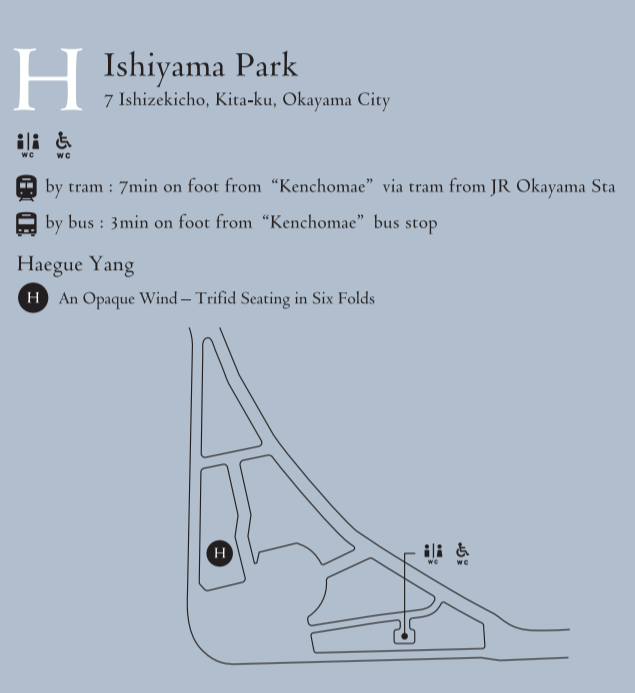 H
Ishiyama Park
7 Ishizekicho, Kita-ku, Okayama City
WC WC
by tram : 7min on foot from “Kenchomae” via tram from JR Okayama Sta
by bus : 3min on foot from “Kenchomae” bus stop
Haegue Yang
H An Opaque Wind – Trifid Seating in Six Folds
H
WC WC